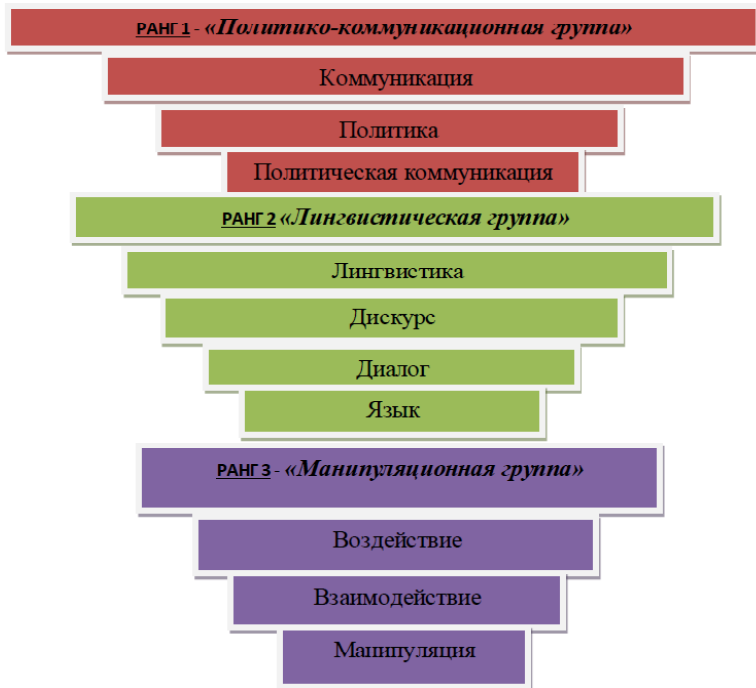 РАНГ 1 - «Политико-коммуникационная группа»
Коммуникация
Политика
Политическая коммуникация
РАНГ 2 «Лингвистическая группа»
Лингвистика
Дискурс
Диалог
Язык
РАНГ 3 - «Манипуляционная группа»
Воздействие
Взаимодействие
Манипуляция